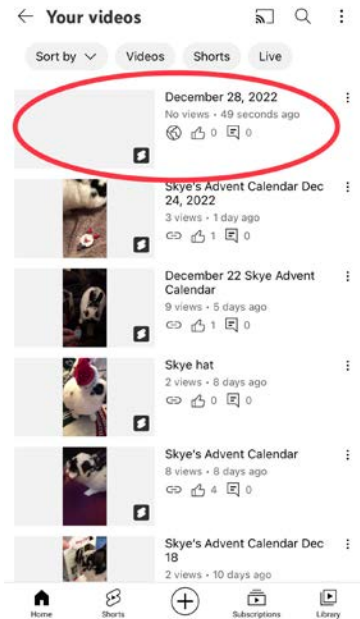 Your videos
Sort by
Videos
Shorts
Live
December 28, 2022
No views • 49 seconds ago
0
0
Skye's Advent Calendar Dec
24, 2022
3 views • 1 day ago
1
0
December 22 Skye Advent
Calendar
9 views • 5 days ago
1
0
Skye hat
2 views • 8 days ago
0
0
Skye's Advent Calendar
8 views • 8 days ago
4
0
Skye's Advent Calendar Dec
18
2 views • 10 days ago
Home
Shorts
Subscriptions
Library